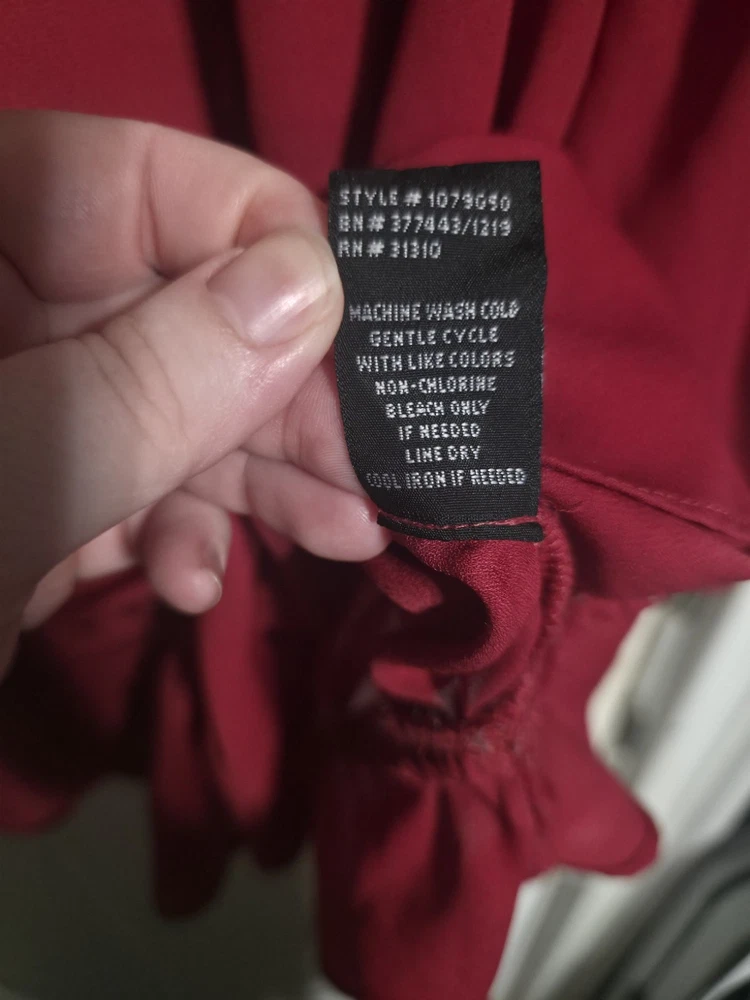 STYLE # 1079G50
BN # 377443/1219
RN # 31310
MACHINE WASH COLD
GENTLE CYCLE
WITH LIKE COLORS
NON-CHLORINE
BLEACH ONLY
IF NEEDED
LINE DRY
COOL IRON IF NEEDED